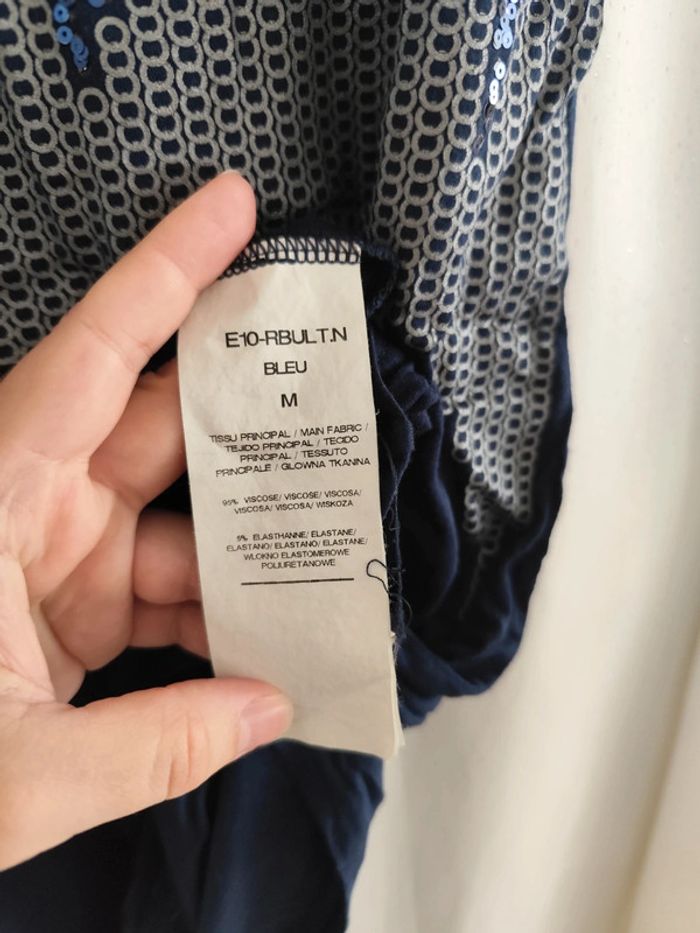 E10-RBULT.N
BLEU
M
TISSU PRINCIPAL / MAIN FABRIC /
TEJIDO PRINCIPAL / TECIDO
PRINCIPAL / TESSUTO
PRINCIPALE / GLOWNA TKANINA
95% VISCOSE/ VISCOSE/ VISCOSA/
VISCOSA/ VISCOSA/ WISKOZA
5% ELASTHANNE/ ELASTANE/
ELASTANO/ ELASTANO/ ELASTANE/
WLOKNO ELASTOMEROWE
POLIURETANOWE